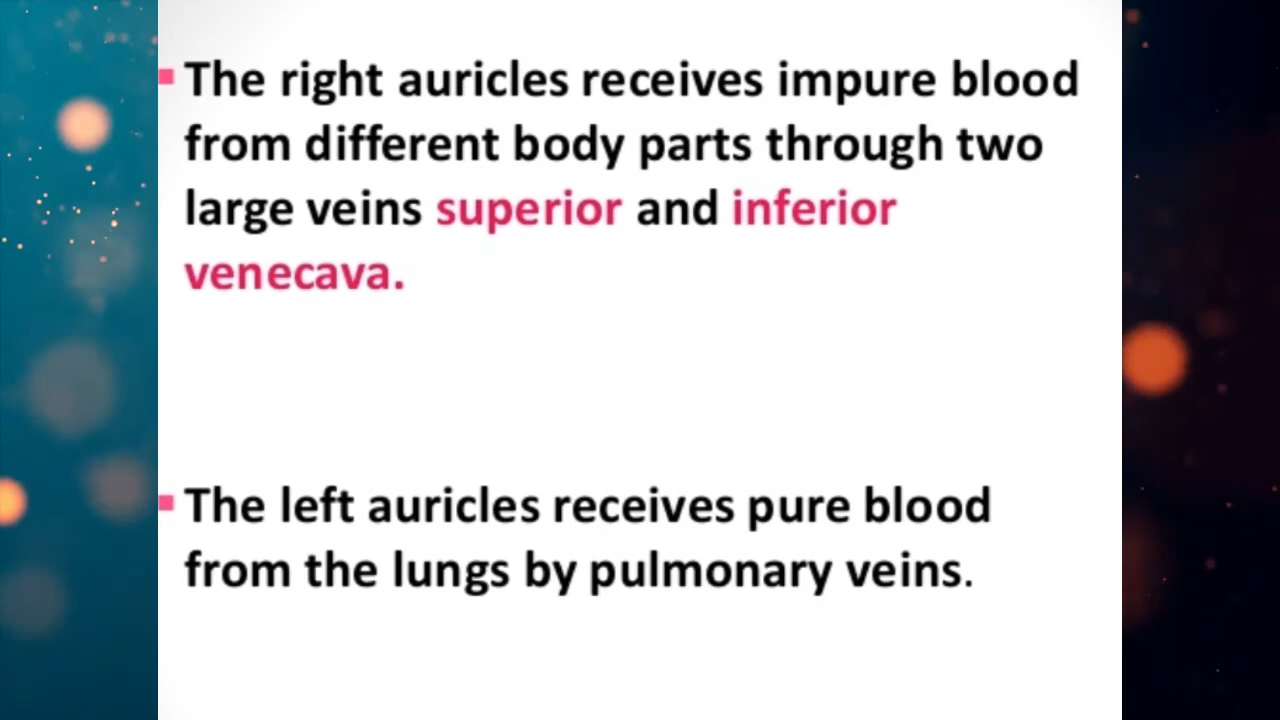 The right auricles receives impure blood
from different body parts through two
large veins superior and inferior
venecava.
The left auricles receives pure blood
from the lungs by pulmonary veins.